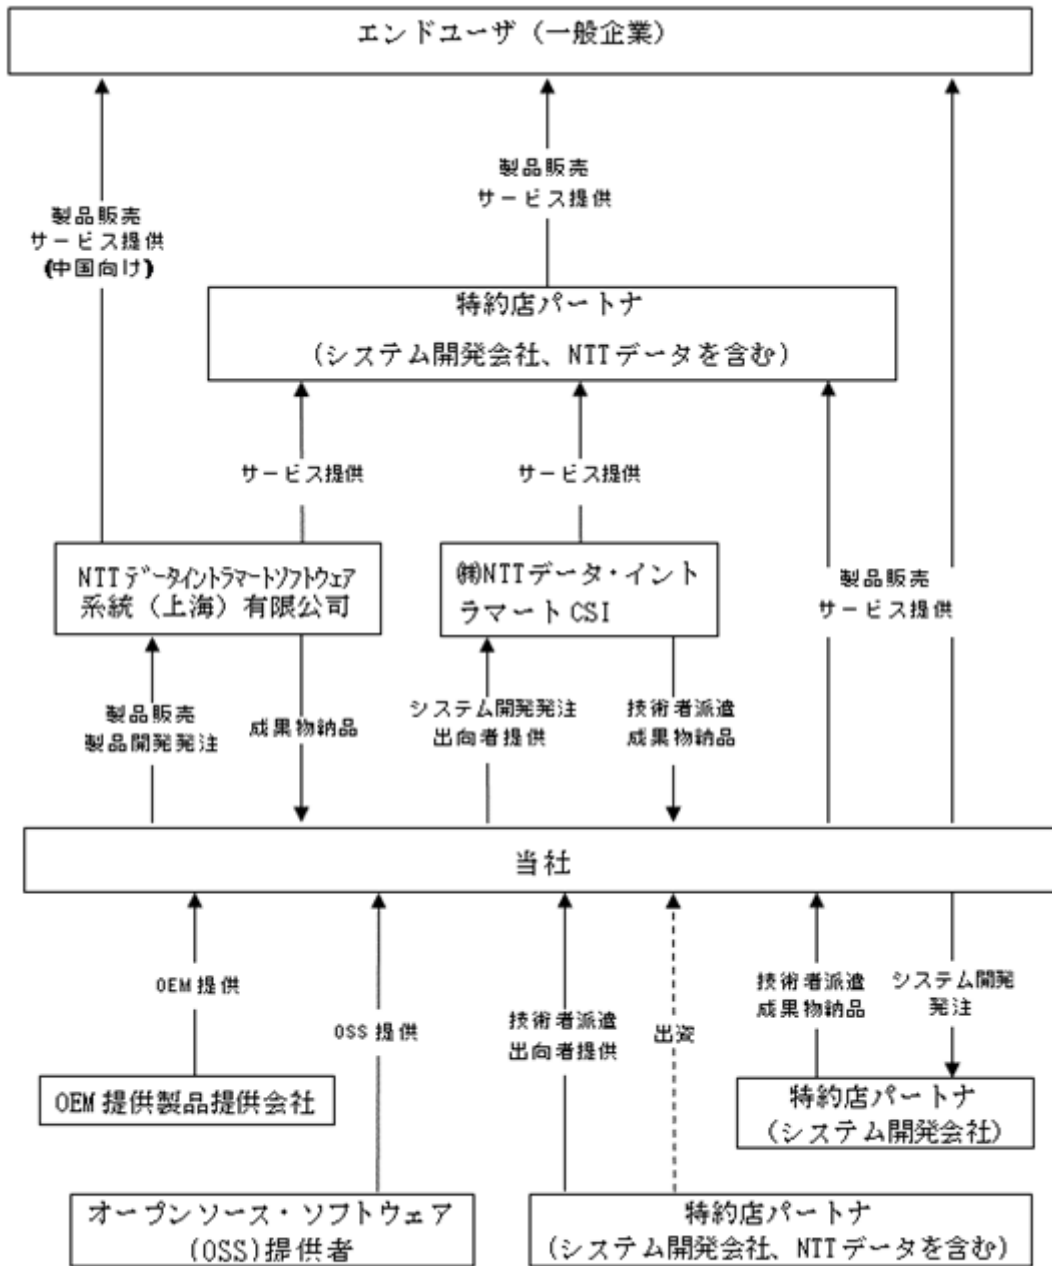 エンドユーザ（一般企業）
製品販売
サービス提供
製品販売
サービス提供
(中国向け)
特約店パートナ
(システム開発会社、NTTデータを含む)
サービス提供
サービス提供
NTTデータイントラマートソフトウェア
系統（上海）有限公司
㈱NTTデータ・イント
ラマートCSI
製品販売
サービス提供
製品販売
製品開発発注
成果物納品
システム開発発注
出向者提供
技術者派遣
成果物納品
当社
OEM提供
OSS提供
技術者派遣
出向者提供
出資
技術者派遣
成果物納品
システム開発
発注
OEM提供製品提供会社
特約店パートナ
(システム開発会社)
オープンソース・ソフトウェア
(OSS)提供者
特約店パートナ
(システム開発会社、NTTデータを含む)